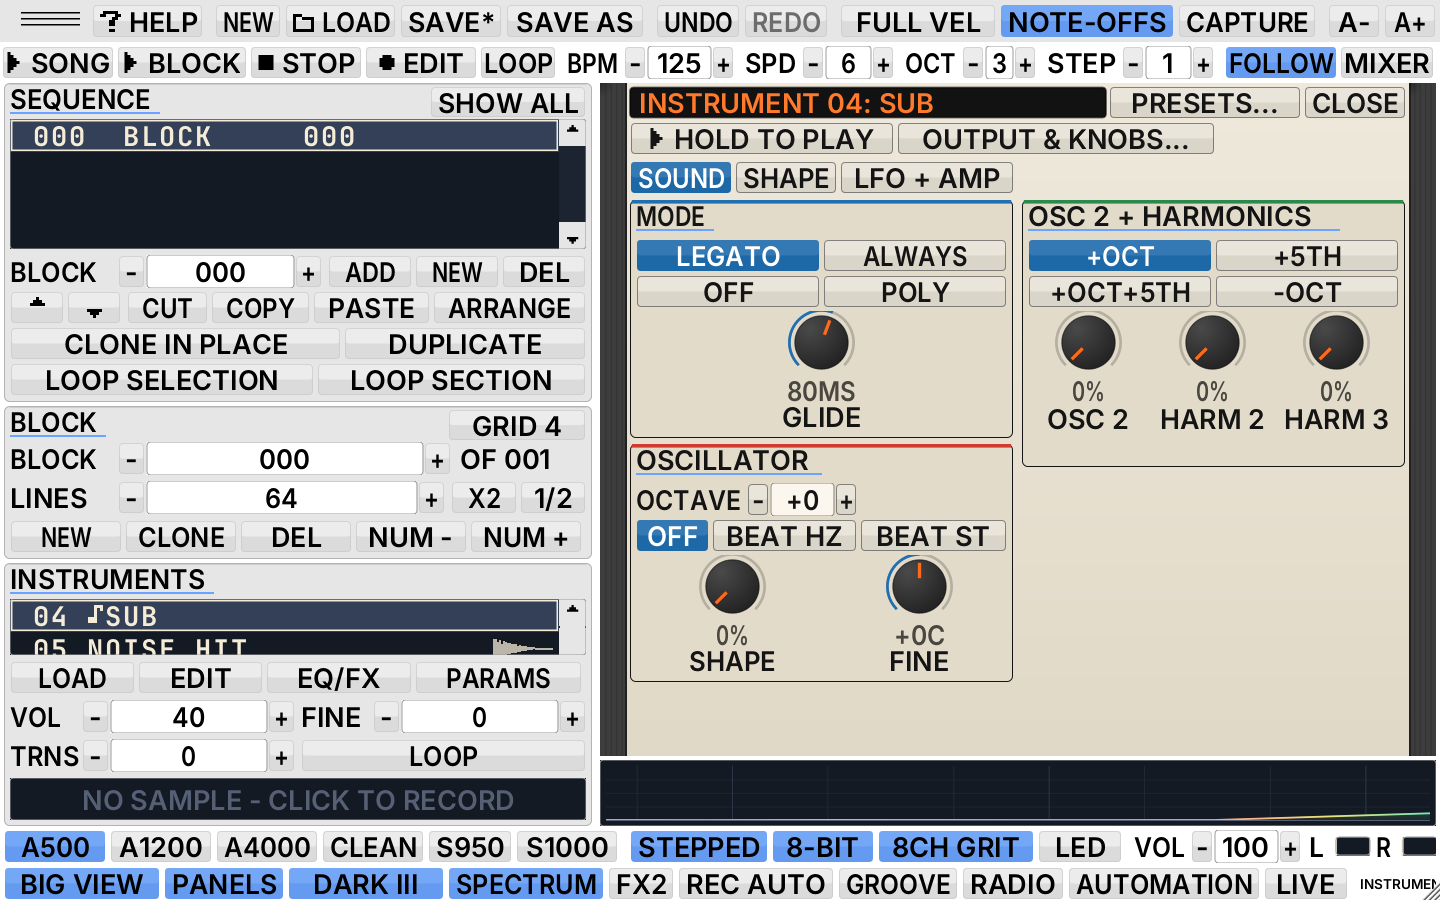 ? HELP NEW LOAD SAVE* SAVE AS UNDO REDO FULL VEL NOTE-OFFS CAPTURE A- A+
SONG BLOCK STOP EDIT LOOP BPM - 125 + SPD - 6 + OCT - 3 + STEP - 1 + FOLLOW MIXER
SEQUENCE SHOW ALL
000 BLOCK 000
BLOCK - 000 + ADD NEW DEL
CUT COPY PASTE ARRANGE
CLONE IN PLACE DUPLICATE
LOOP SELECTION LOOP SECTION
BLOCK GRID 4
BLOCK - 000 + OF 001
LINES - 64 + X2 1/2
NEW CLONE DEL NUM - NUM +
INSTRUMENTS
04 SUB
05 NOISE HIT
LOAD EDIT EQ/FX PARAMS
VOL - 40 + FINE - 0 +
TRNS - 0 + LOOP
NO SAMPLE - CLICK TO RECORD
INSTRUMENT 04: SUB PRESETS... CLOSE
HOLD TO PLAY OUTPUT & KNOBS...
SOUND SHAPE LFO + AMP
MODE
LEGATO ALWAYS
OFF POLY
80MS
GLIDE
OSC 2 + HARMONICS
+OCT +5TH
+OCT+5TH -OCT
0% 0% 0%
OSC 2 HARM 2 HARM 3
OSCILLATOR
OCTAVE - +0 +
OFF BEAT HZ BEAT ST
0% +0C
SHAPE FINE
A500 A1200 A4000 CLEAN S950 S1000 STEPPED 8-BIT 8CH GRIT LED VOL - 100 + L R
BIG VIEW PANELS DARK III SPECTRUM FX2 REC AUTO GROOVE RADIO AUTOMATION LIVE